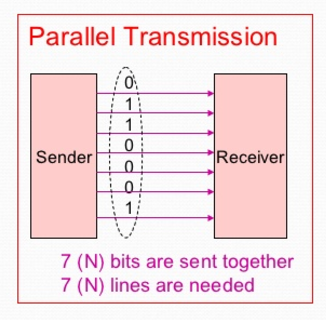 Parallel Transmission
0
1
1
0
0
0
1
Sender
Receiver
7 (N) bits are sent together
7 (N) lines are needed